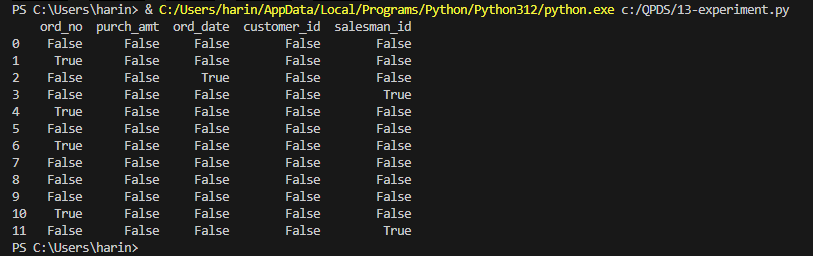 PS C:\Users\harin> & C:/Users/harin/AppData/Local/Programs/Python/Python312/python.exe c:/QPDS/13-experiment.py
    ord_no  purch_amt  ord_date  customer_id  salesman_id
0    False      False     False        False        False
1     True      False     False        False        False
2    False      False      True        False        False
3    False      False     False        False         True
4     True      False     False        False        False
5    False      False     False        False        False
6     True      False     False        False        False
7    False      False     False        False        False
8    False      False     False        False        False
9    False      False     False        False        False
10    True      False     False        False        False
11   False      False     False        False         True
PS C:\Users\harin>